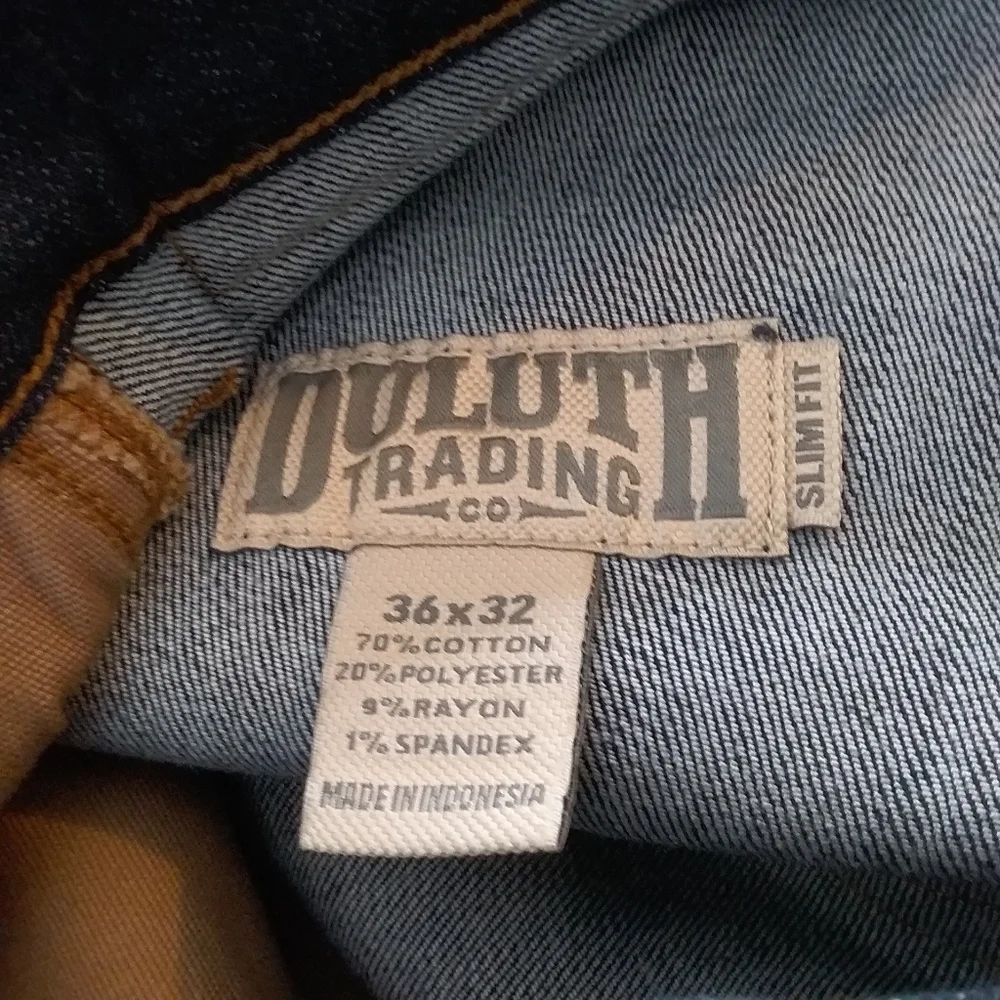 DULUTH
TRADING
CO
SLIM FIT
36x32
70% COTTON
20% POLYESTER
9% RAYON
1% SPANDEX
MADE IN INDONESIA